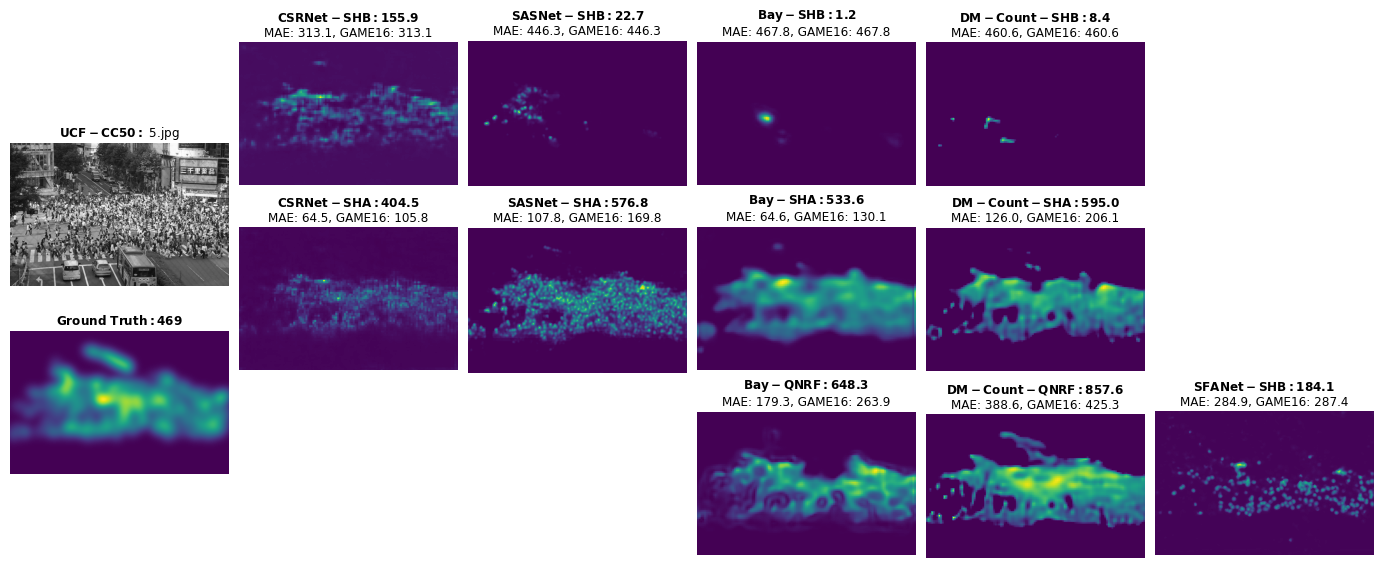 CSRNet−SHB: 155.9
MAE: 313.1, GAME16: 313.1
SASNet−SHB: 22.7
MAE: 446.3, GAME16: 446.3
Bay−SHB: 1.2
MAE: 467.8, GAME16: 467.8
DM−Count−SHB: 8.4
MAE: 460.6, GAME16: 460.6
UCF−CC50: 5.jpg
三千里薬品
CSRNet−SHA: 404.5
MAE: 64.5, GAME16: 105.8
SASNet−SHA: 576.8
MAE: 107.8, GAME16: 169.8
Bay−SHA: 533.6
MAE: 64.6, GAME16: 130.1
DM−Count−SHA: 595.0
MAE: 126.0, GAME16: 206.1
Ground Truth: 469
Bay−QNRF: 648.3
MAE: 179.3, GAME16: 263.9
DM−Count−QNRF: 857.6
MAE: 388.6, GAME16: 425.3
SFANet−SHB: 184.1
MAE: 284.9, GAME16: 287.4